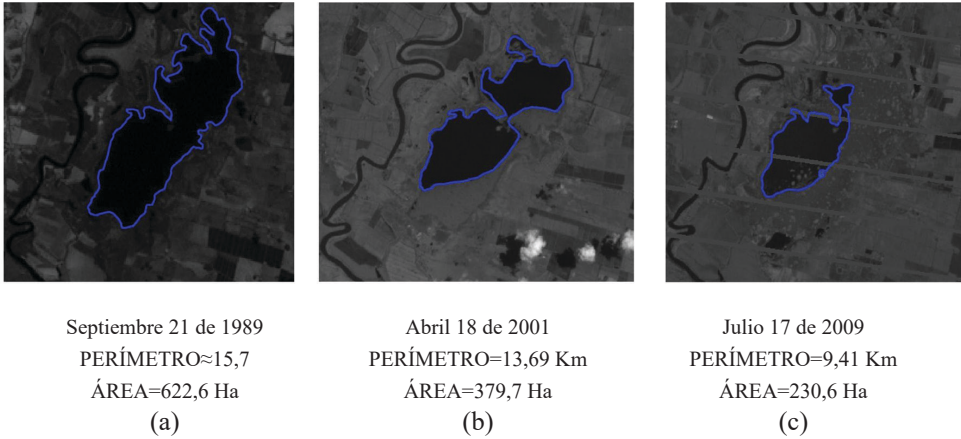 Septiembre 21 de 1989
PERÍMETRO≈15,7
ÁREA=622,6 Ha
(a)
Abril 18 de 2001
PERÍMETRO=13,69 Km
ÁREA=379,7 Ha
(b)
Julio 17 de 2009
PERÍMETRO=9,41 Km
ÁREA=230,6 Ha
(c)